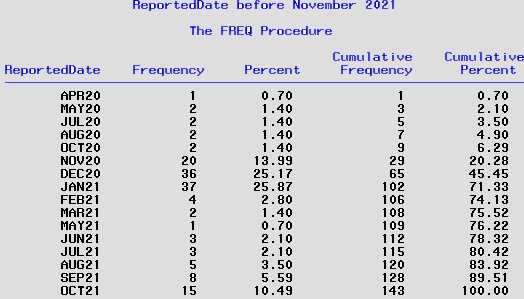 ReportedDate before November 2021
The FREQ Procedure
Cumulative Cumulative
ReportedDate Frequency Percent Frequency Percent
APR20 1 0.70 1 0.70
MAY20 2 1.40 3 2.10
JUL20 2 1.40 5 3.50
AUG20 2 1.40 7 4.90
OCT20 2 1.40 9 6.29
NOV20 20 13.99 29 20.28
DEC20 36 25.17 65 45.45
JAN21 37 25.87 102 71.33
FEB21 4 2.80 106 74.13
MAR21 2 1.40 108 75.52
MAY21 1 0.70 109 76.22
JUN21 3 2.10 112 78.32
JUL21 3 2.10 115 80.42
AUG21 5 3.50 120 83.92
SEP21 8 5.59 128 89.51
OCT21 15 10.49 143 100.00